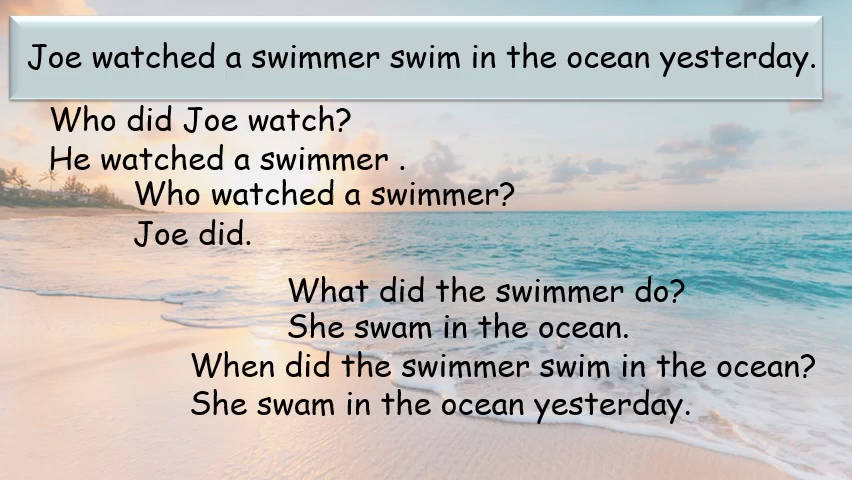 Joe watched a swimmer swim in the ocean yesterday.
Who did Joe watch?
He watched a swimmer .
Who watched a swimmer?
Joe did.
What did the swimmer do?
She swam in the ocean.
When did the swimmer swim in the ocean?
She swam in the ocean yesterday.